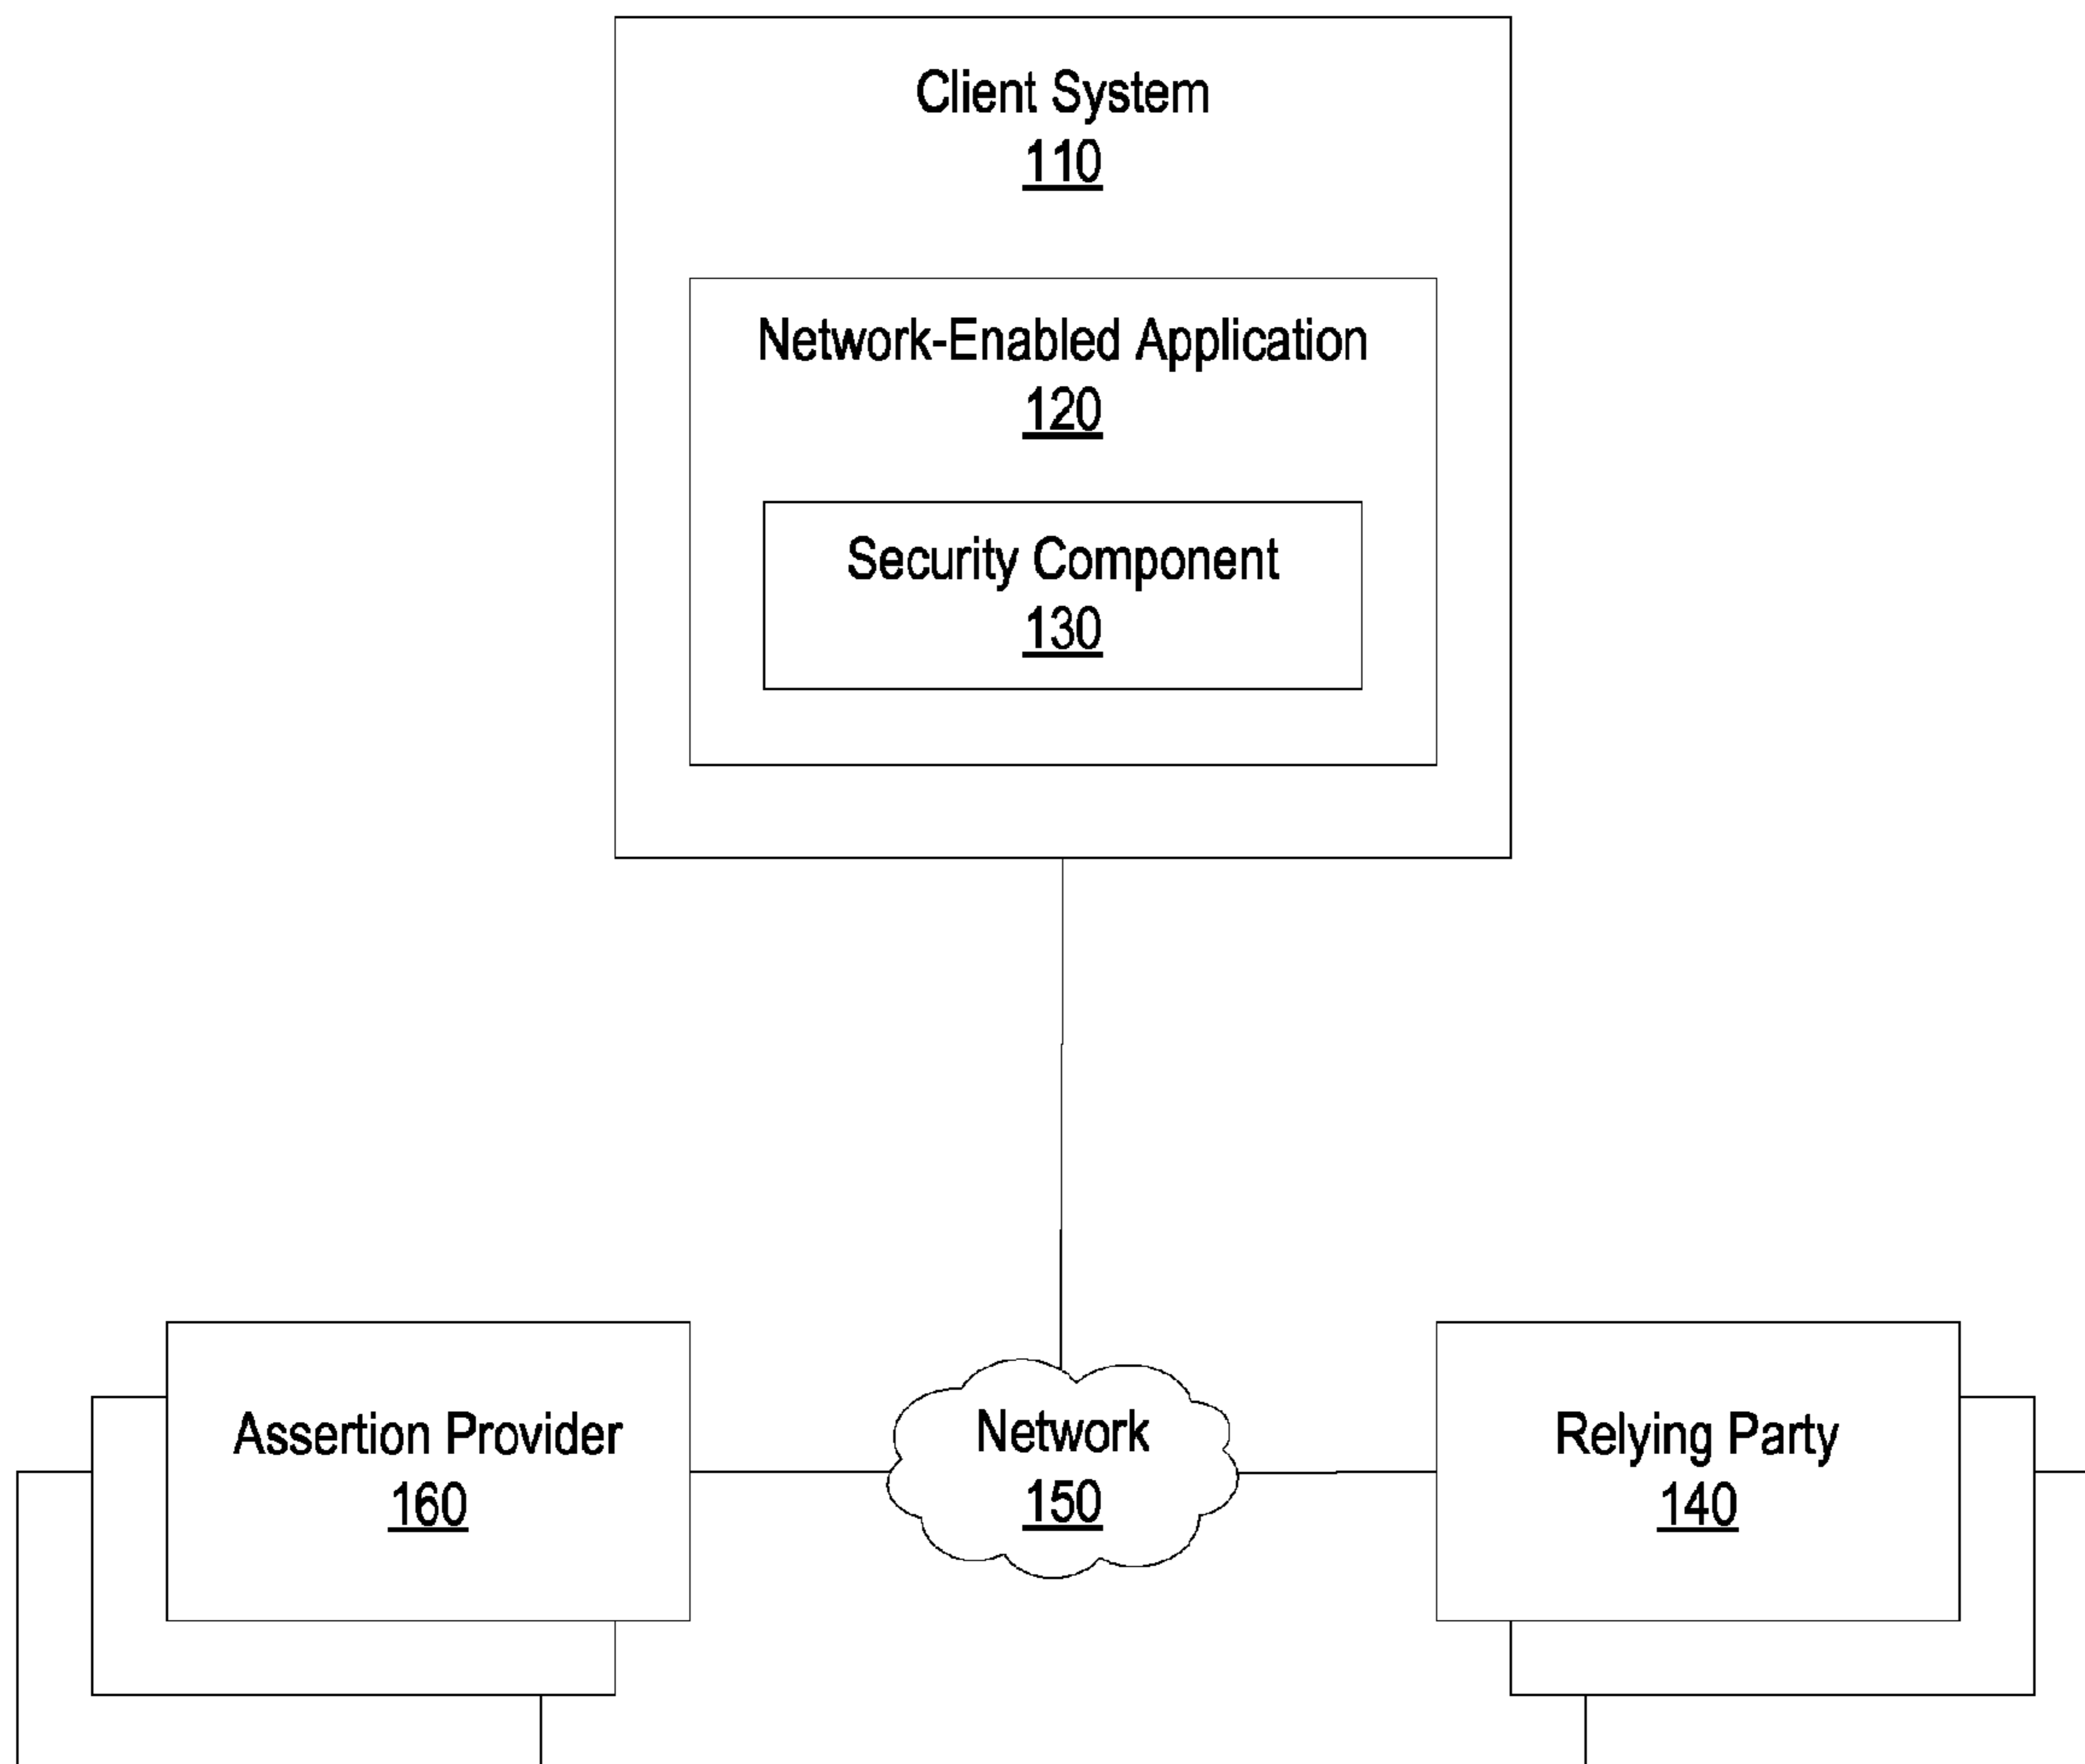 Client System
110
Network-Enabled Application
120
Security Component
130
Assertion Provider
160
Network
150
Relying Party
140